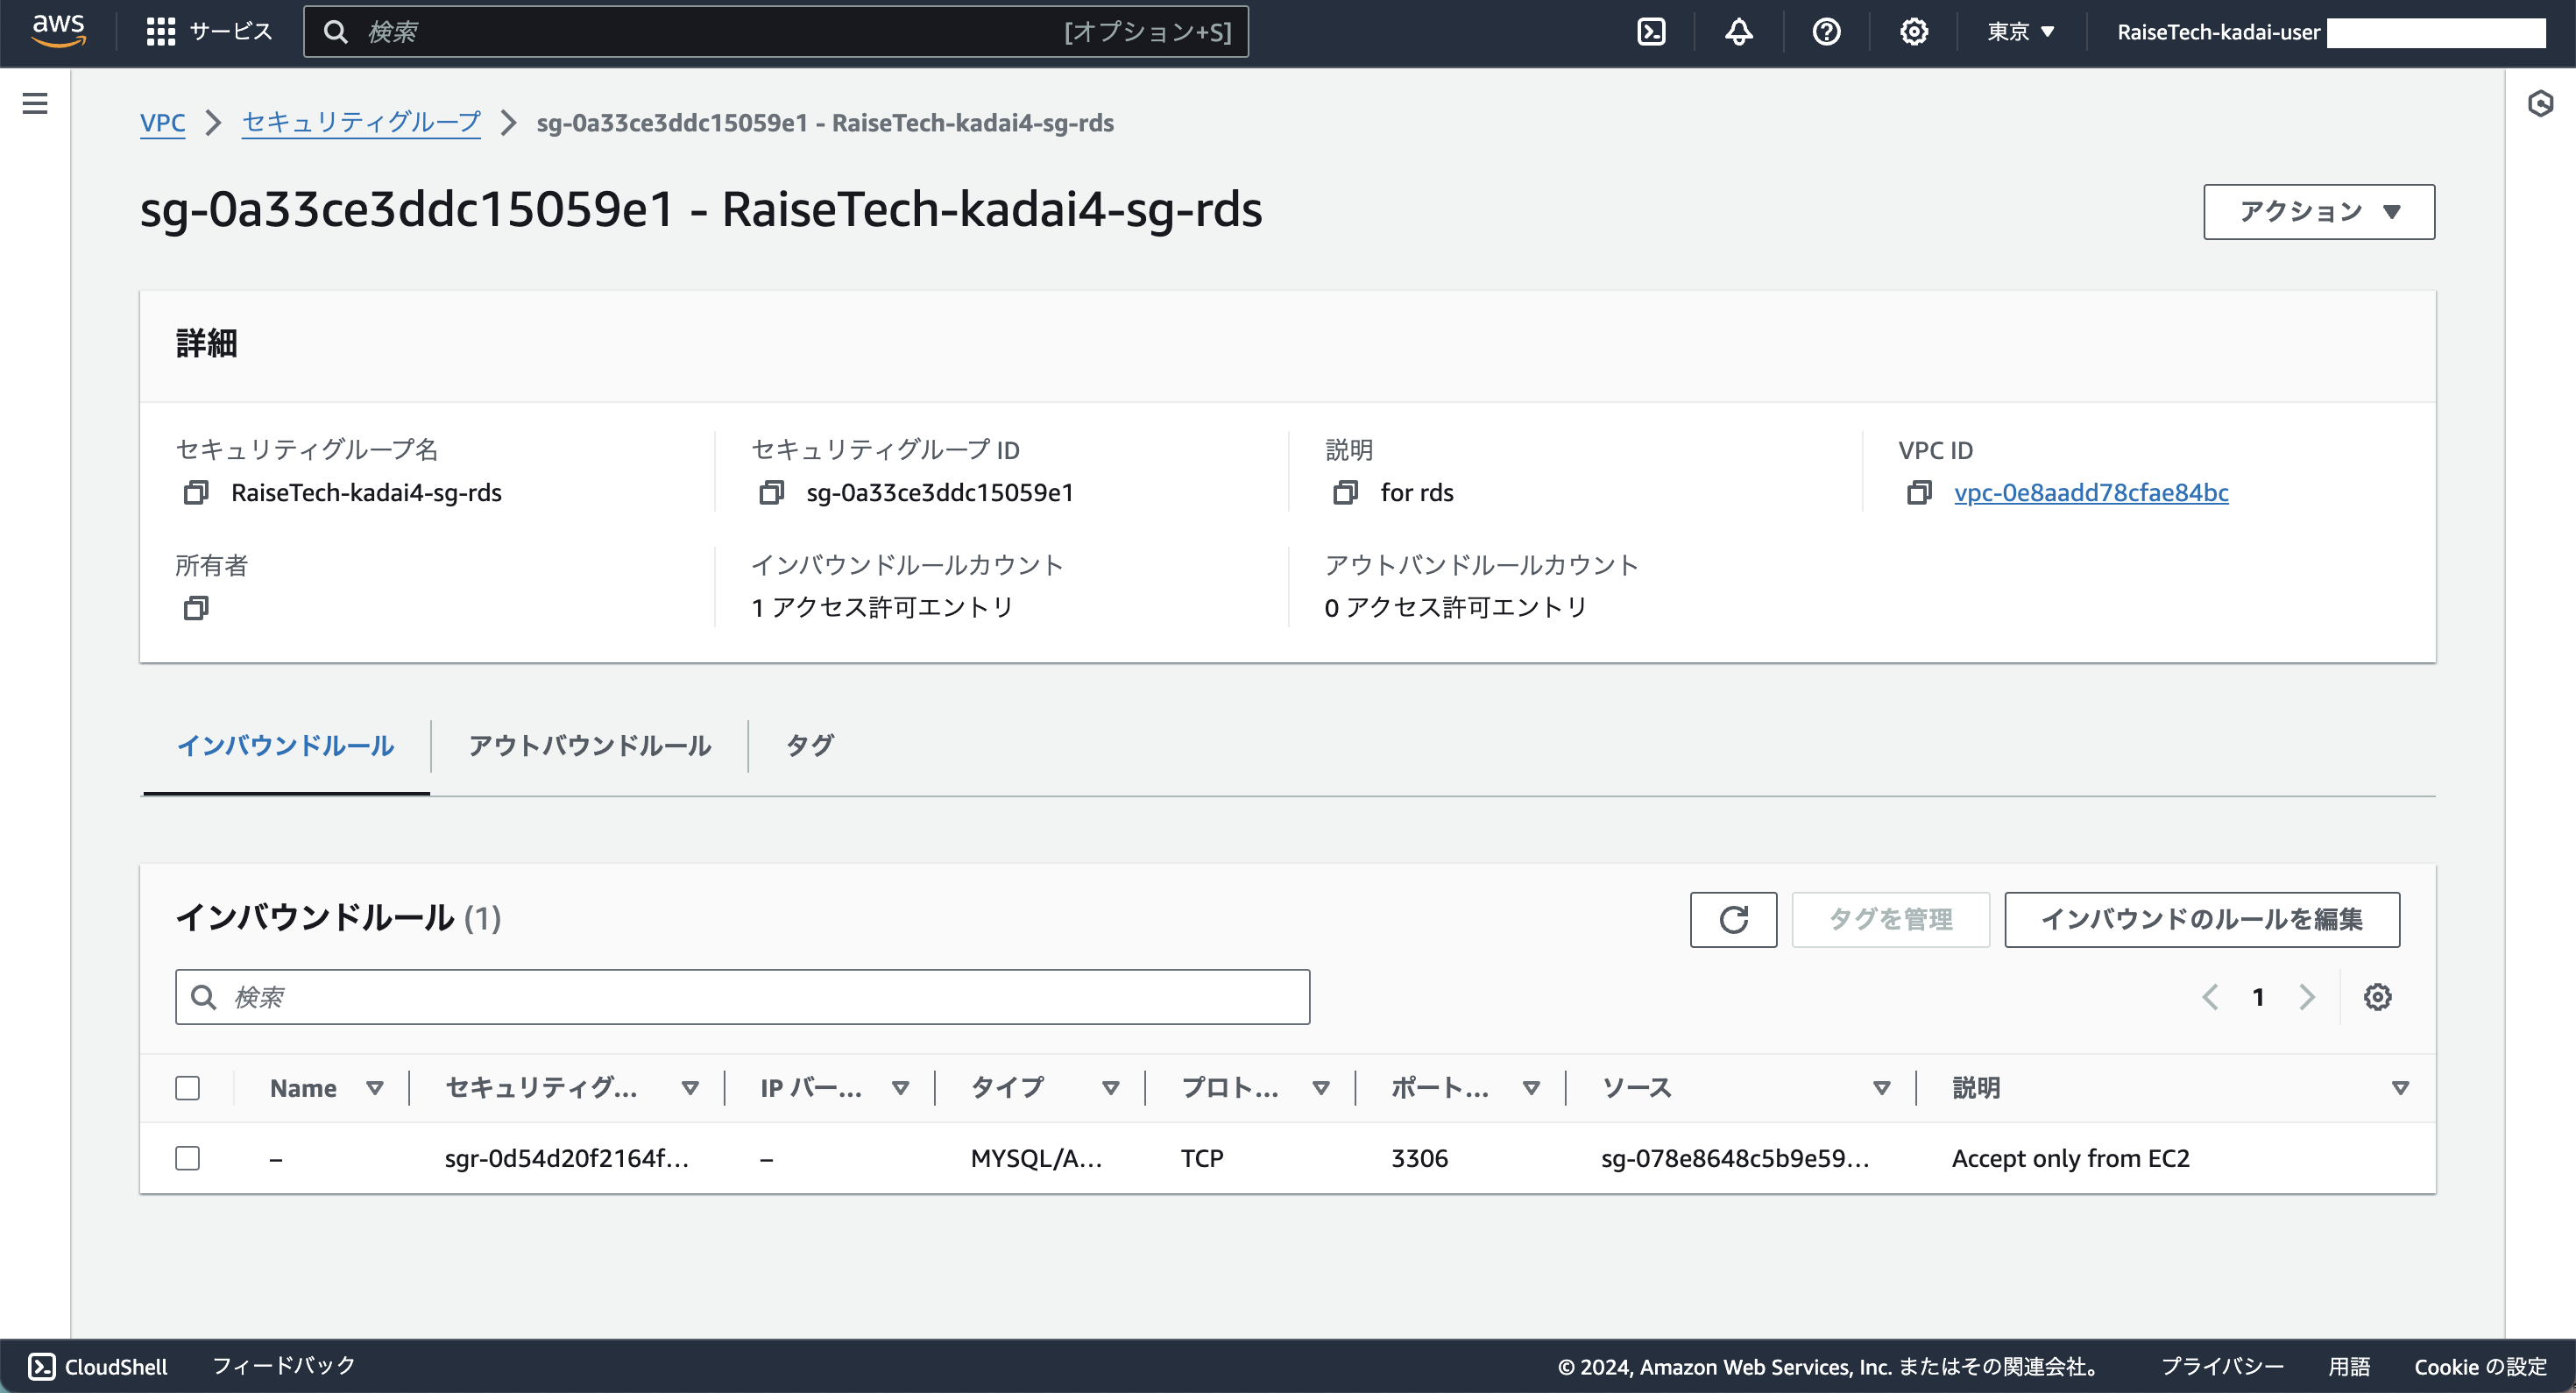 aws サービス 検索 [オプション+S] 東京 RaiseTech-kadai-user
VPC セキュリティグループ sg-0a33ce3ddc15059e1 - RaiseTech-kadai4-sg-rds
sg-0a33ce3ddc15059e1 - RaiseTech-kadai4-sg-rds
アクション
詳細
セキュリティグループ名
RaiseTech-kadai4-sg-rds
セキュリティグループ ID
sg-0a33ce3ddc15059e1
説明
for rds
VPC ID
vpc-0e8aadd78cfae84bc
所有者
インバウンドルールカウント
1 アクセス許可エントリ
アウトバンドルールカウント
0 アクセス許可エントリ
インバウンドルール アウトバウンドルール タグ
インバウンドルール (1)
タグを管理 インバウンドのルールを編集
検索
1
Name セキュリティグ... IP バー... タイプ プロト... ポート... ソース 説明
– sgr-0d54d20f2164f... – MYSQL/A... TCP 3306 sg-078e8648c5b9e59... Accept only from EC2
CloudShell フィードバック © 2024, Amazon Web Services, Inc. またはその関連会社。 プライバシー 用語 Cookie の設定